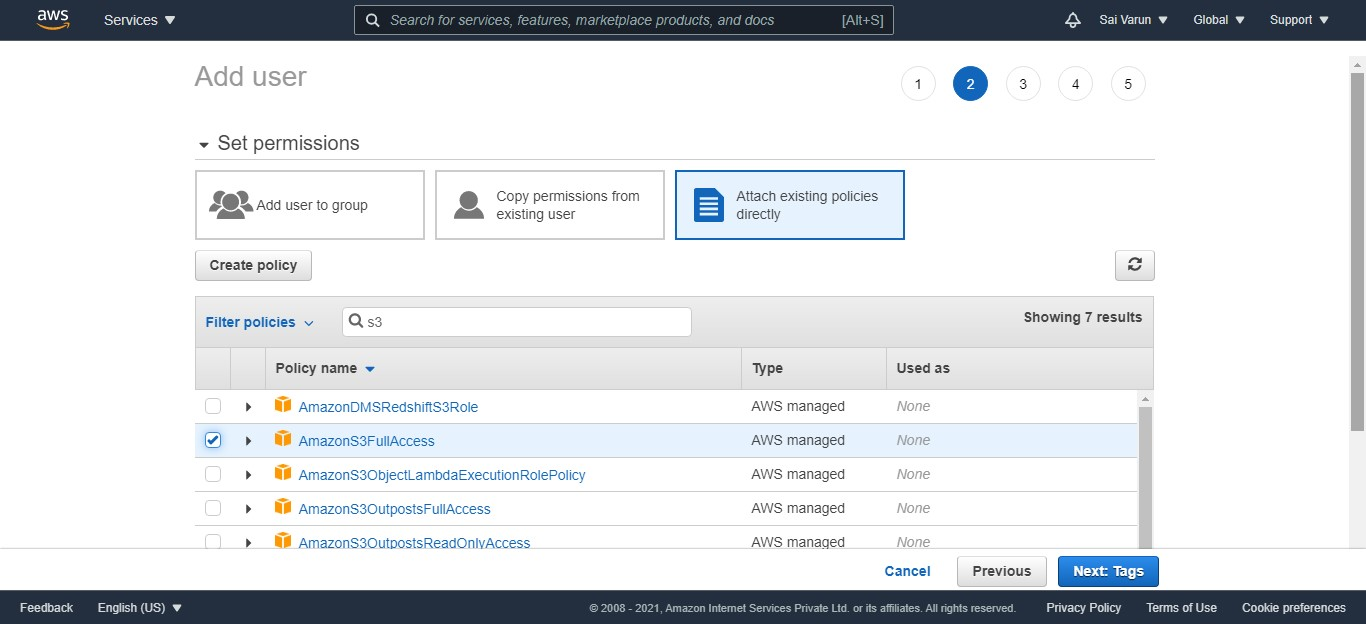 aws Services Search for services, features, marketplace products, and docs [Alt+S] Sai Varun Global Support
Add user 1 2 3 4 5
Set permissions
Add user to group
Copy permissions from
existing user
Attach existing policies
directly
Create policy
Filter policies s3 Showing 7 results
Policy name Type Used as
AmazonDMSRedshiftS3Role AWS managed None
AmazonS3FullAccess AWS managed None
AmazonS3ObjectLambdaExecutionRolePolicy AWS managed None
AmazonS3OutpostsFullAccess AWS managed None
AmazonS3OutpostsReadOnlyAccess AWS managed None
Cancel Previous Next: Tags
Feedback English (US) © 2008 - 2021, Amazon Internet Services Private Ltd. or its affiliates. All rights reserved. Privacy Policy Terms of Use Cookie preferences